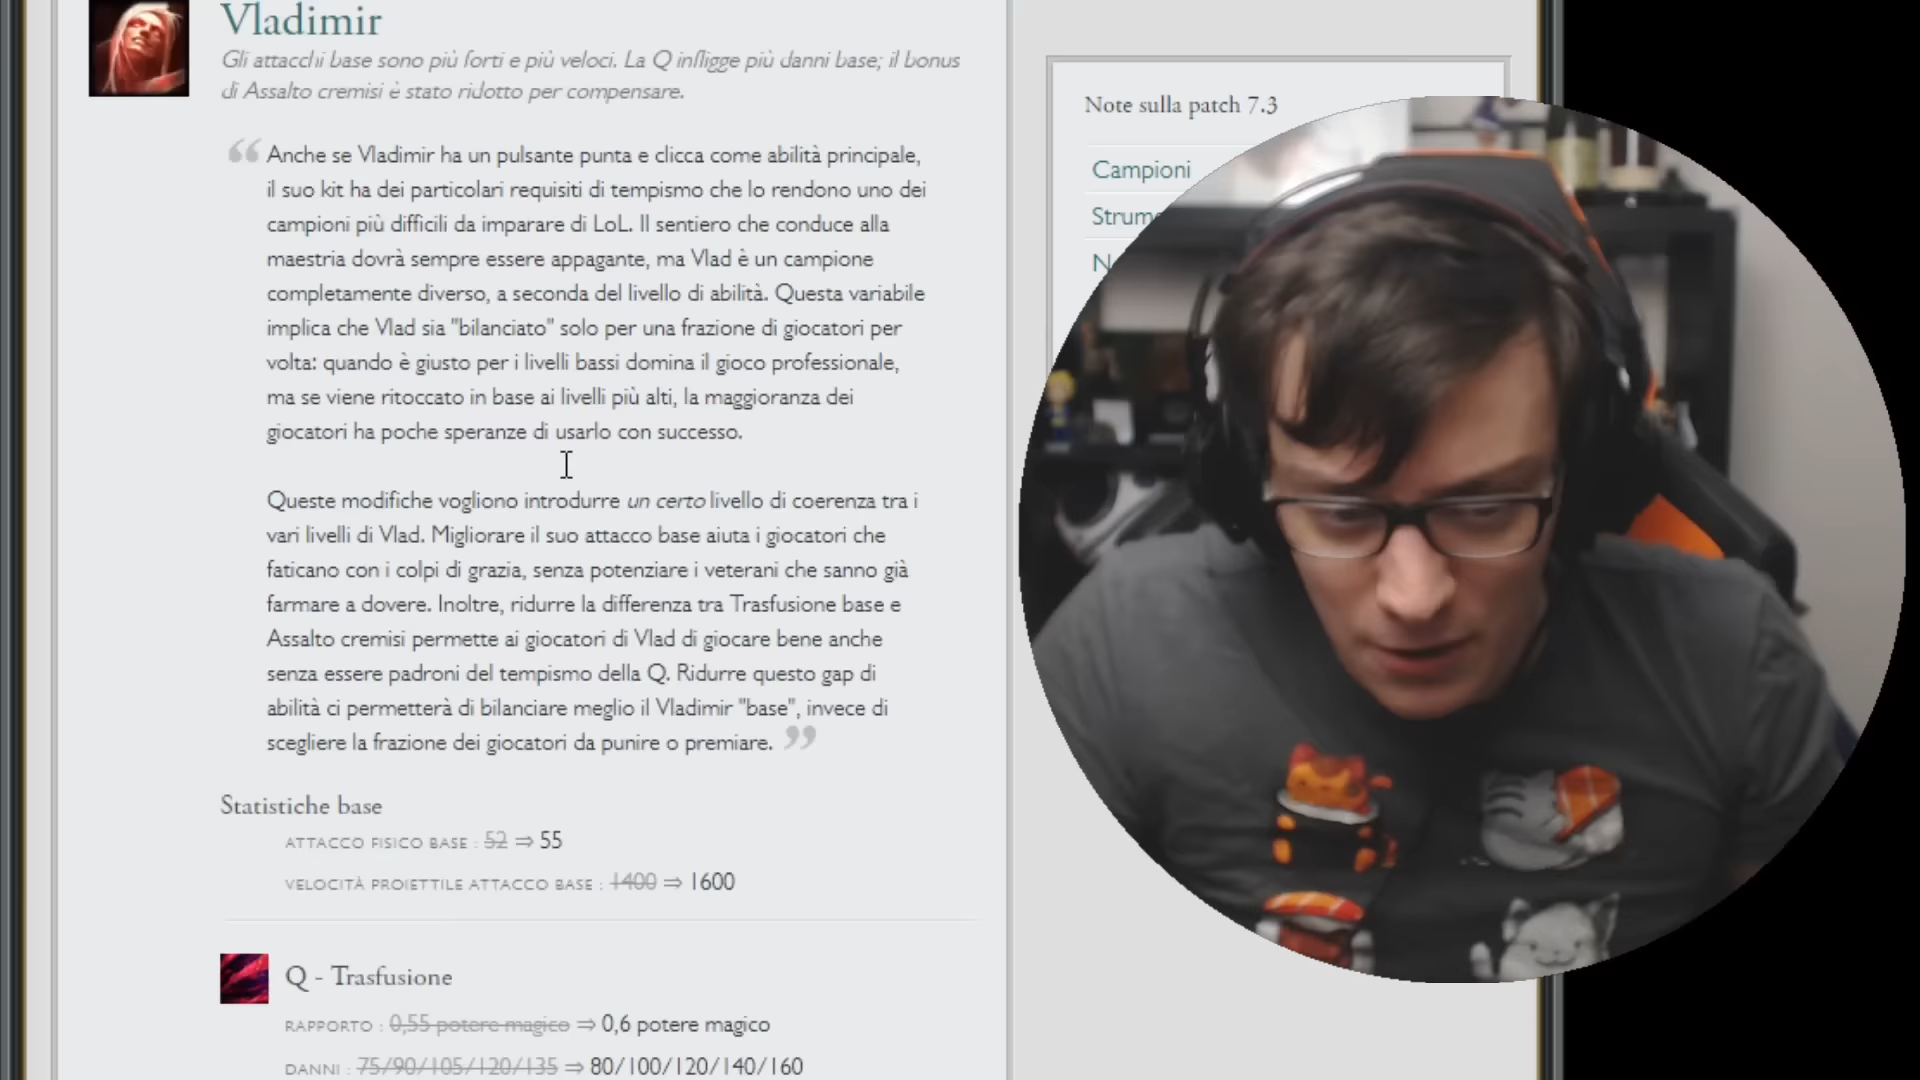 Vladimir
Gli attacchi base sono più forti e più veloci. La Q infligge più danni base; il bonus
di Assalto cremisi è stato ridotto per compensare.
Anche se Vladimir ha un pulsante punta e clicca come abilità principale,
il suo kit ha dei particolari requisiti di tempismo che lo rendono uno dei
campioni più difficili da imparare di LoL. Il sentiero che conduce alla
maestria dovrà sempre essere appagante, ma Vlad è un campione
completamente diverso, a seconda del livello di abilità. Questa variabile
implica che Vlad sia "bilanciato" solo per una frazione di giocatori per
volta: quando è giusto per i livelli bassi domina il gioco professionale,
ma se viene ritoccato in base ai livelli più alti, la maggioranza dei
giocatori ha poche speranze di usarlo con successo.
Queste modifiche vogliono introdurre un certo livello di coerenza tra i
vari livelli di Vlad. Migliorare il suo attacco base aiuta i giocatori che
faticano con i colpi di grazia, senza potenziare i veterani che sanno già
farmare a dovere. Inoltre, ridurre la differenza tra Trasfusione base e
Assalto cremisi permette ai giocatori di Vlad di giocare bene anche
senza essere padroni del tempismo della Q. Ridurre questo gap di
abilità ci permetterà di bilanciare meglio il Vladimir "base", invece di
scegliere la frazione dei giocatori da punire o premiare.
Statistiche base
ATTACCO FISICO BASE : 52 ⇒ 55
VELOCITÀ PROIETTILE ATTACCO BASE : 1400 ⇒ 1600
Q - Trasfusione
RAPPORTO : 0,55 potere magico ⇒ 0,6 potere magico
DANNI : 75/90/105/120/135 ⇒ 80/100/120/140/160
Note sulla patch 7.3
Campioni